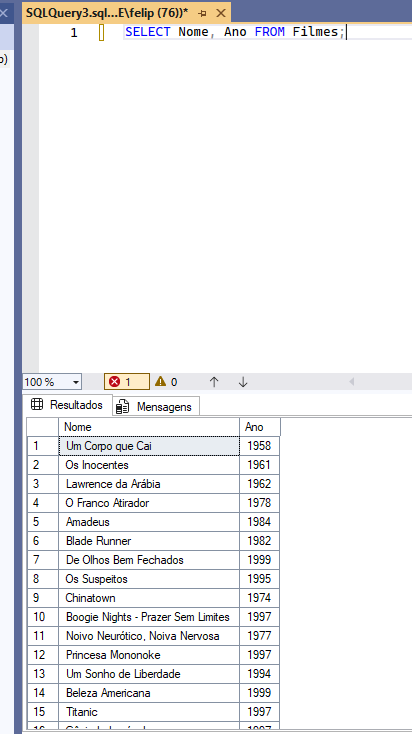 SQLQuery3.sql...E\felip (76))*
o)
1 SELECT Nome, Ano FROM Filmes;
100 % 1 0
Resultados Mensagens
Nome Ano
1 Um Corpo que Cai 1958
2 Os Inocentes 1961
3 Lawrence da Arábia 1962
4 O Franco Atirador 1978
5 Amadeus 1984
6 Blade Runner 1982
7 De Olhos Bem Fechados 1999
8 Os Suspeitos 1995
9 Chinatown 1974
10 Boogie Nights - Prazer Sem Limites 1997
11 Noivo Neurótico, Noiva Nervosa 1977
12 Princesa Mononoke 1997
13 Um Sonho de Liberdade 1994
14 Beleza Americana 1999
15 Titanic 1997